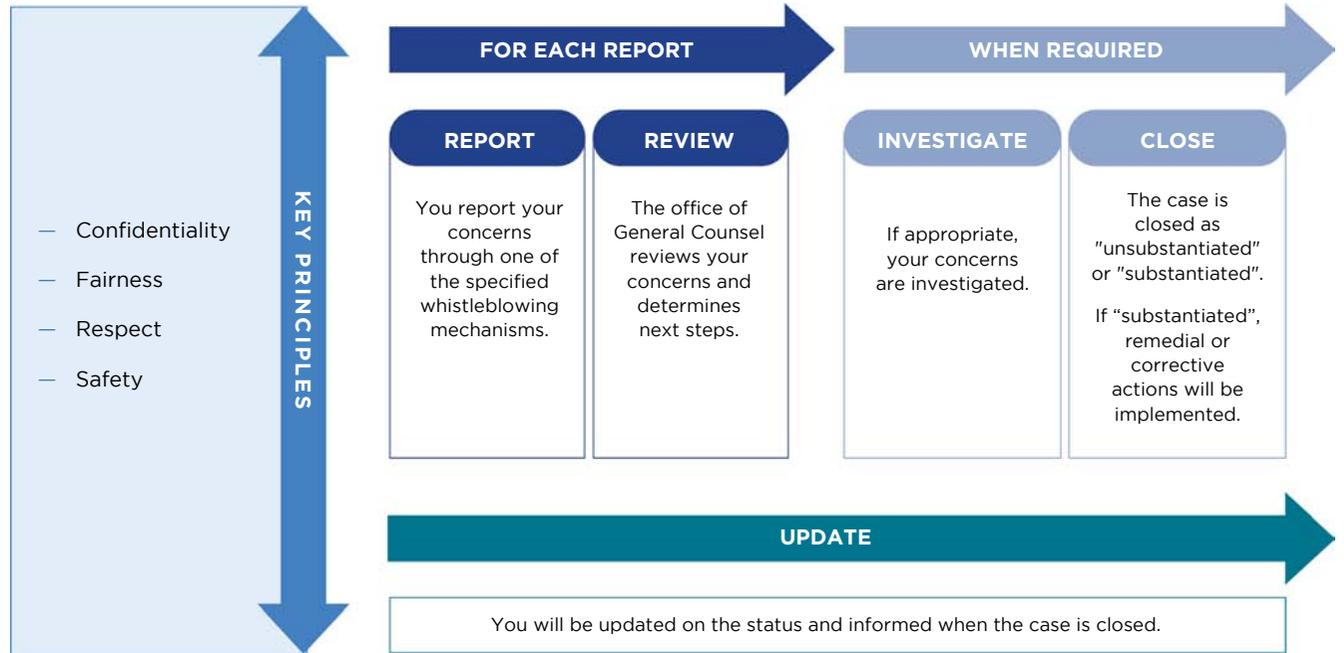 — Confidentiality
— Fairness
— Respect
— Safety
KEY PRINCIPLES
FOR EACH REPORT
WHEN REQUIRED
REPORT
You report your
concerns
through one of
the specified
whistleblowing
mechanisms.
REVIEW
The office of
General Counsel
reviews your
concerns and
determines
next steps.
INVESTIGATE
If appropriate,
your concerns
are investigated.
CLOSE
The case is
closed as
"unsubstantiated"
or "substantiated".
If “substantiated”,
remedial or
corrective
actions will be
implemented.
UPDATE
You will be updated on the status and informed when the case is closed.